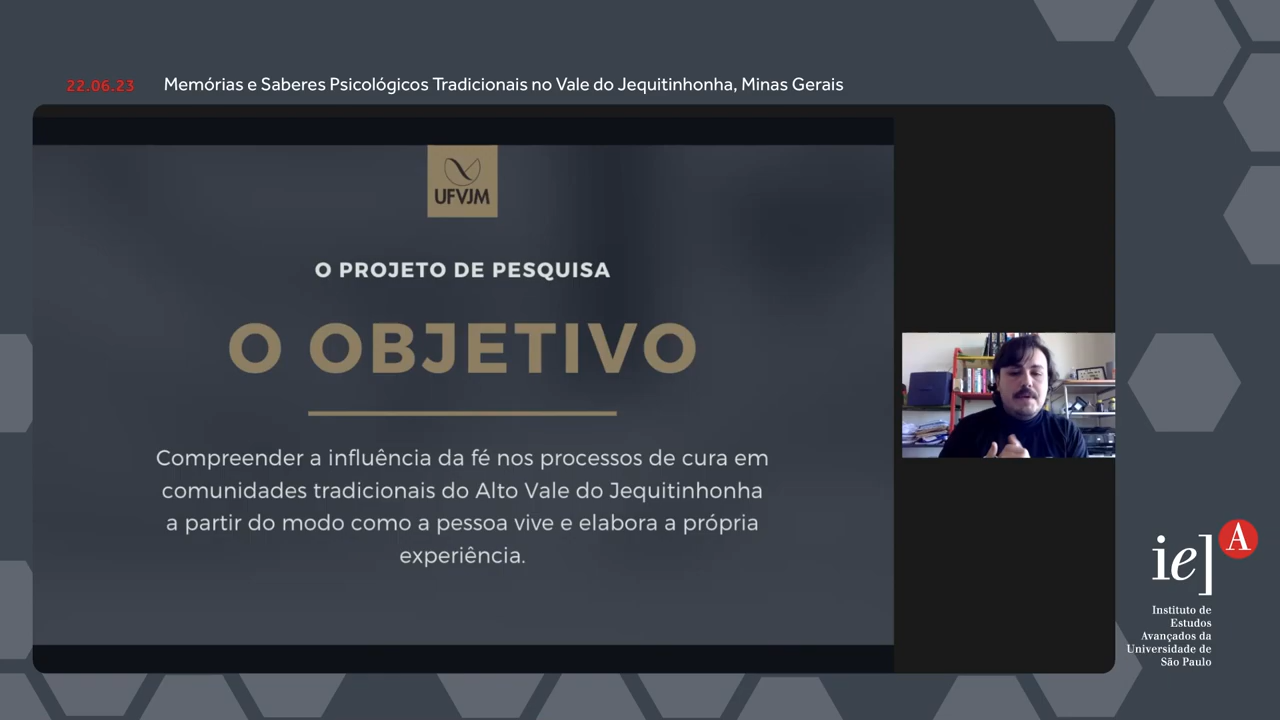 22.06.23 Memórias e Saberes Psicológicos Tradicionais no Vale do Jequitinhonha, Minas Gerais
UFVJM
O PROJETO DE PESQUISA
O OBJETIVO
Compreender a influência da fé nos processos de cura em
comunidades tradicionais do Alto Vale do Jequitinhonha
a partir do modo como a pessoa vive e elabora a própria
experiência.
ie] A
Instituto de
Estudos
Avançados da
Universidade de
São Paulo